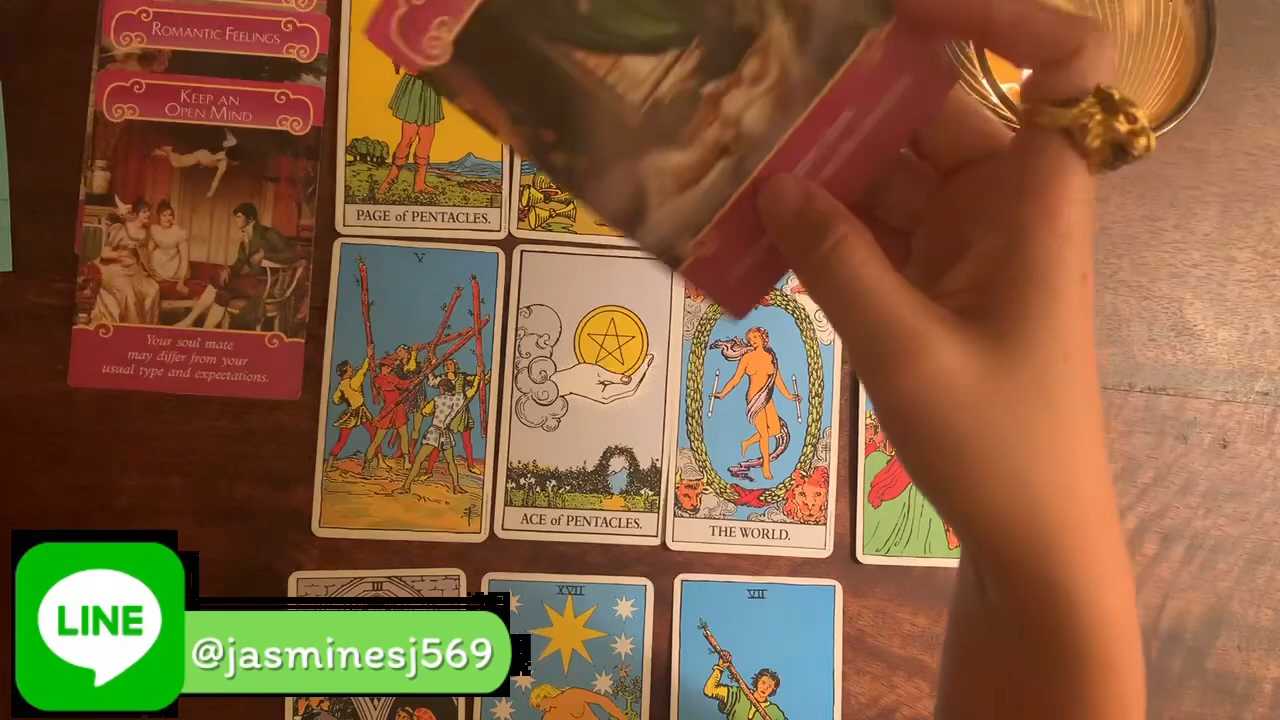 ROMANTIC FEELINGS
KEEP AN
OPEN MIND
Your soul mate
may differ from your
usual type and expectations.
PAGE of PENTACLES.
V
ACE of PENTACLES.
THE WORLD.
III
XVII
VII
LINE
@jasminesj569